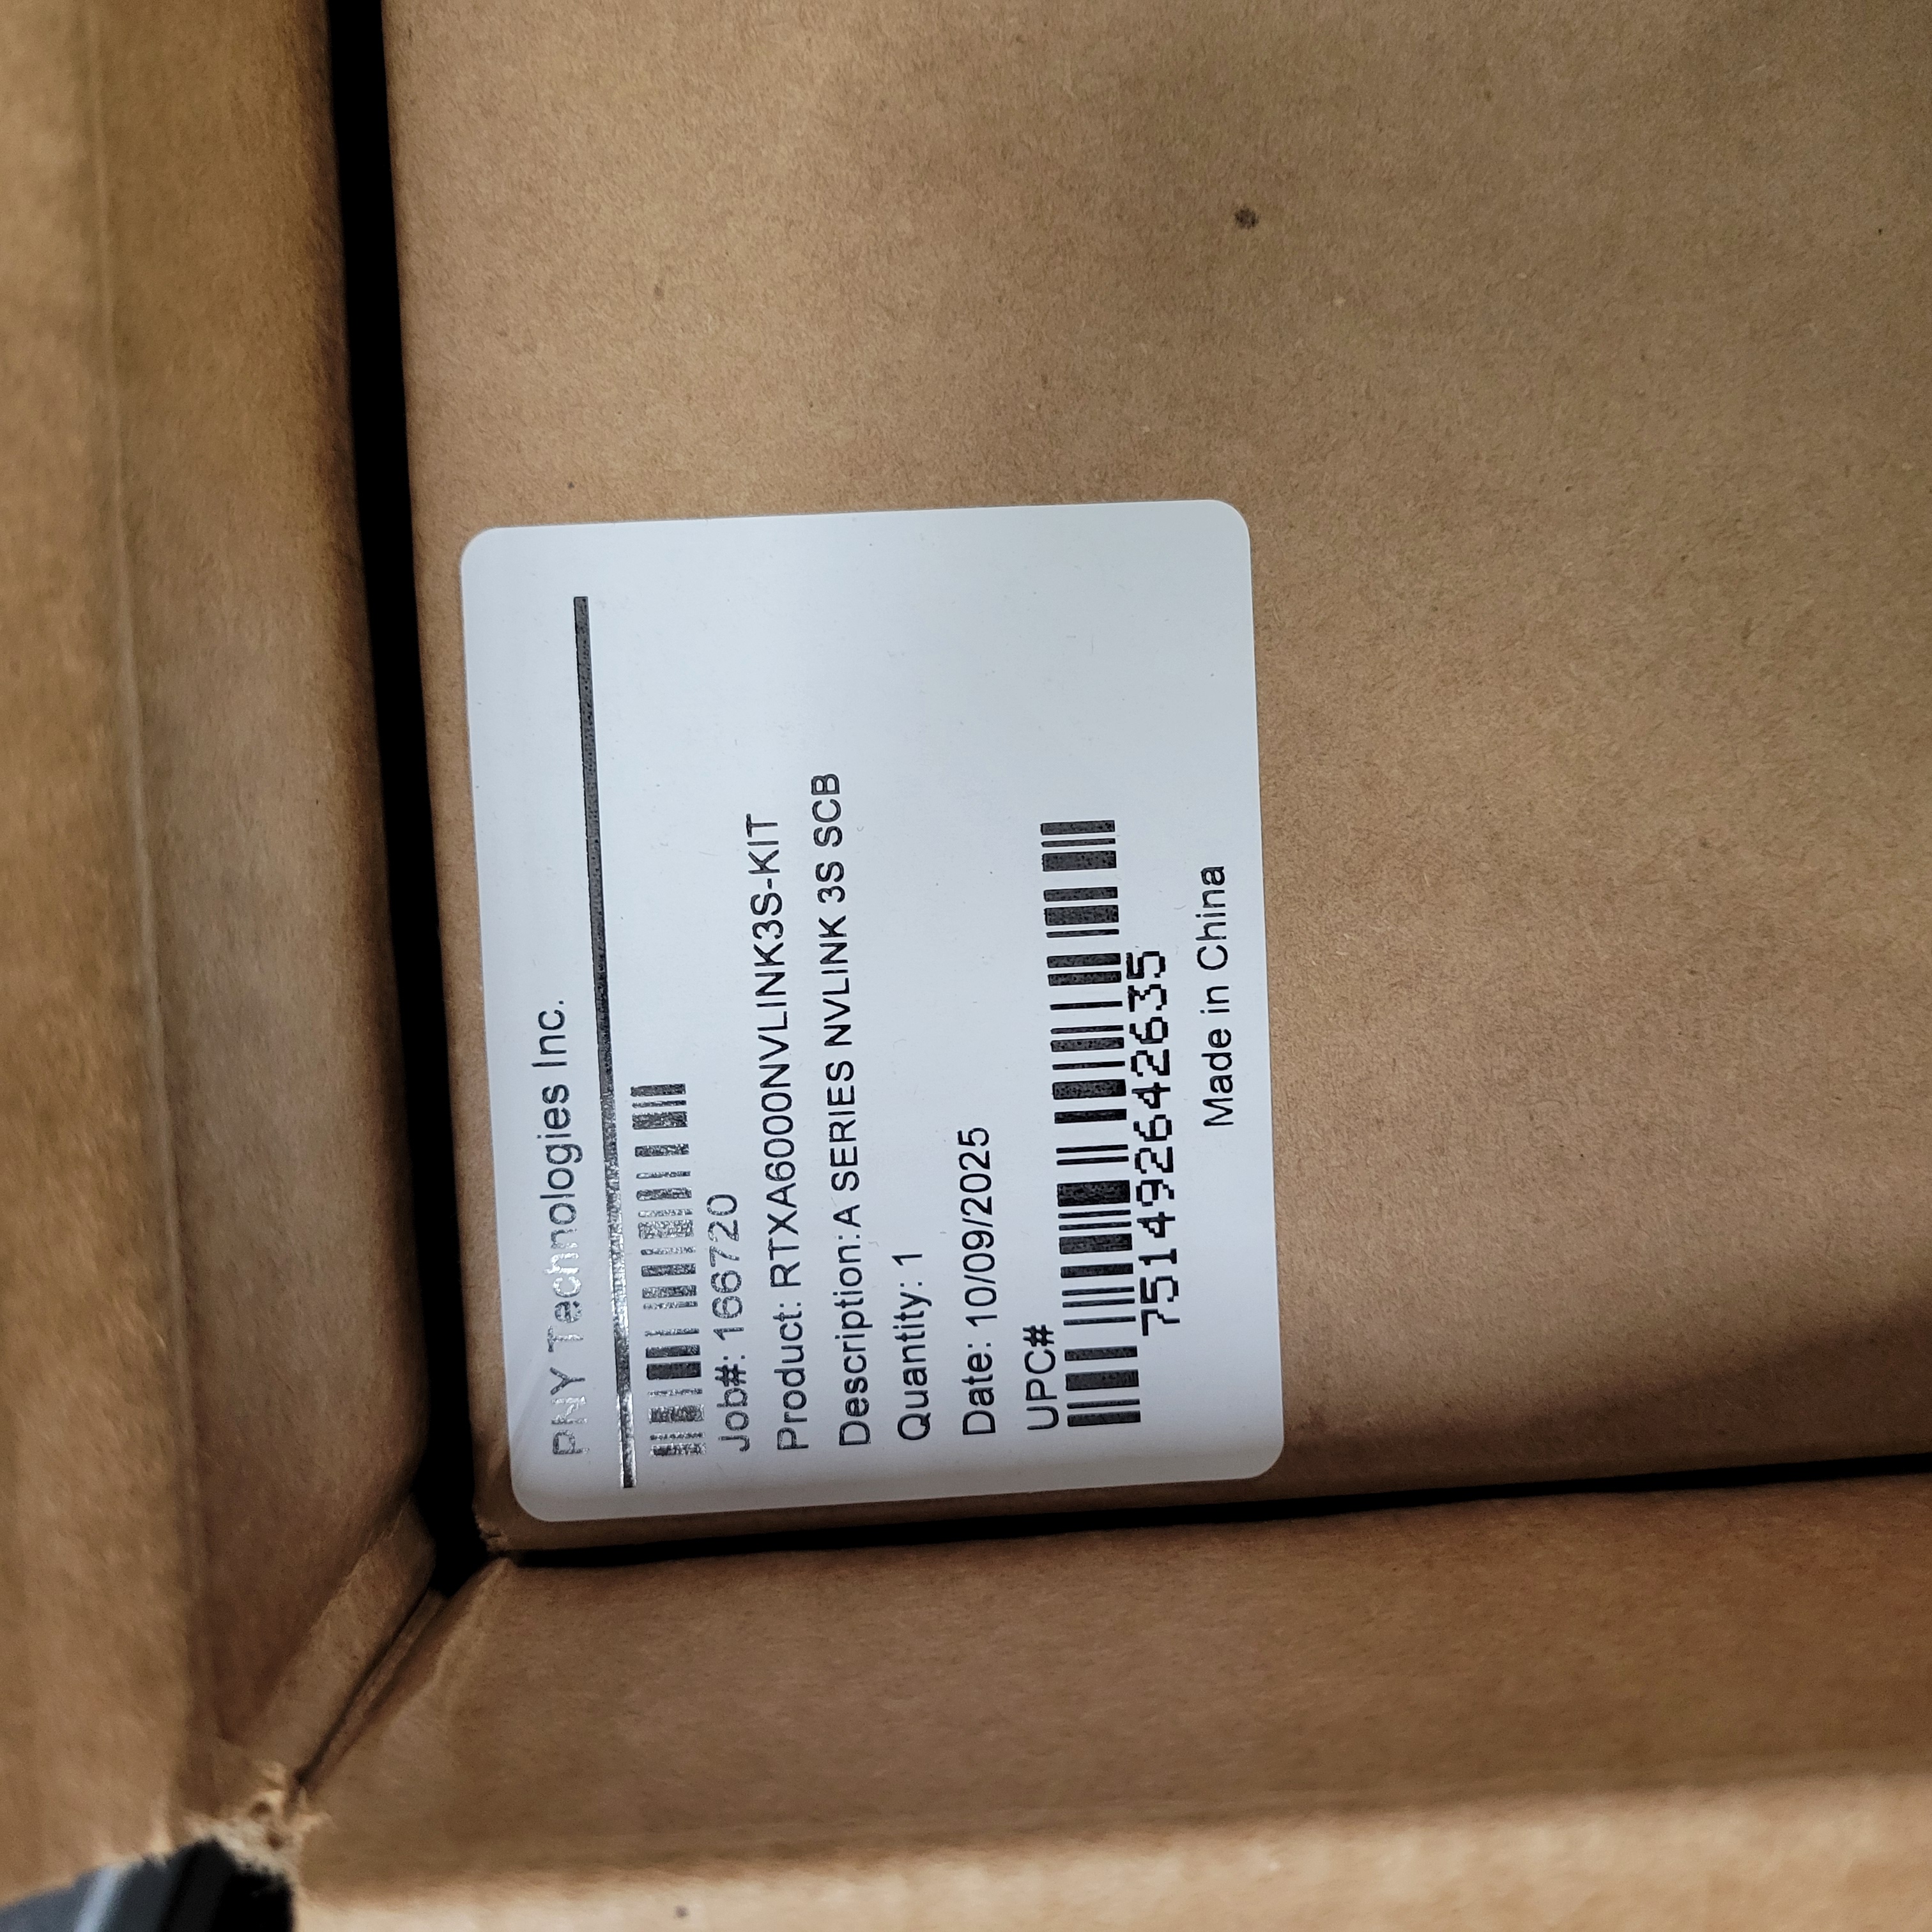 PNY Technologies Inc.
Job#: 166720
Product: RTXA6000NVLINK3S-KIT
Description: A SERIES NVLINK 3S SCB
Quantity: 1
Date: 10/09/2025
UPC#
751492642635
Made in China